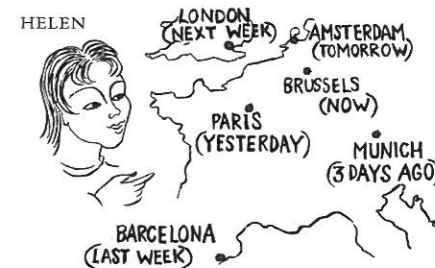 HELEN
LONDON
(NEXT WEEK)
AMSTERDAM
(TOMORROW)
BRUSSELS
(NOW)
PARIS
(YESTERDAY)
MUNICH
(3 DAYS AGO)
BARCELONA
(LAST WEEK)